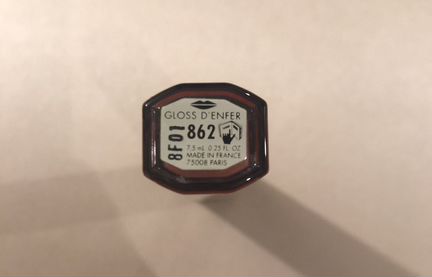 GLOSS D'ENFER
862
8F01
7,5 mL 0.25 FL. OZ
MADE IN FRANCE
75008 PARIS